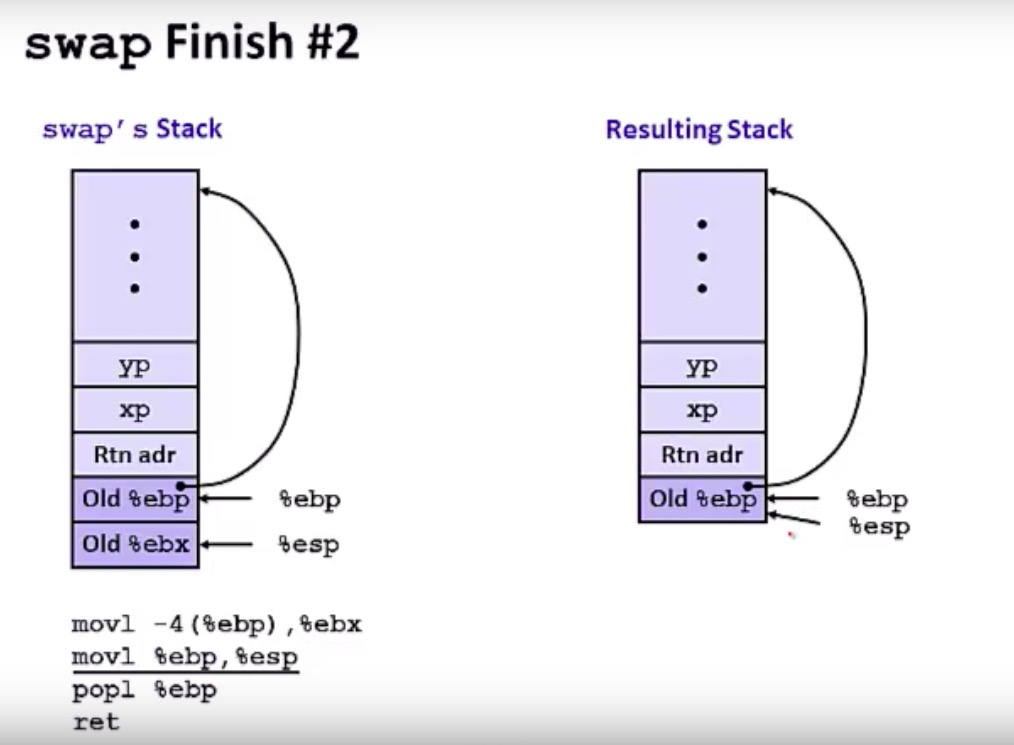 swap Finish #2
swap's Stack
yp
xp
Rtn adr
Old %ebp
%ebp
Old %ebx
%esp
movl -4(%ebp),%ebx
movl %ebp,%esp
popl %ebp
ret
Resulting Stack
yp
xp
Rtn adr
Old %ebp
%ebp
%esp